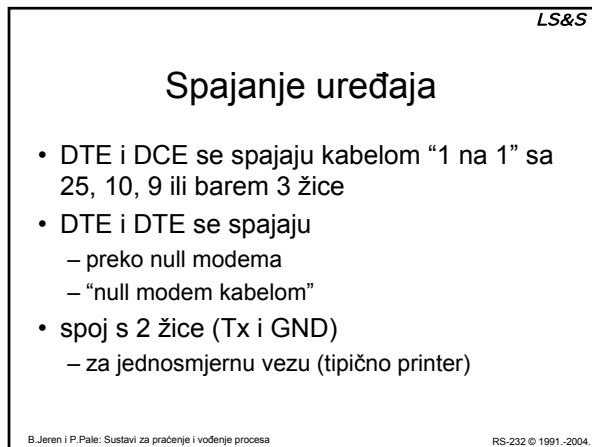 LS&S
Spajanje uređaja
• DTE i DCE se spajaju kabelom “1 na 1” sa
25, 10, 9 ili barem 3 žice
• DTE i DTE se spajaju
– preko null modema
– “null modem kabelom”
• spoj s 2 žice (Tx i GND)
– za jednosmjernu vezu (tipično printer)
B.Jeren i P.Pale: Sustavi za praćenje i vođenje procesa
RS-232 © 1991.-2004.